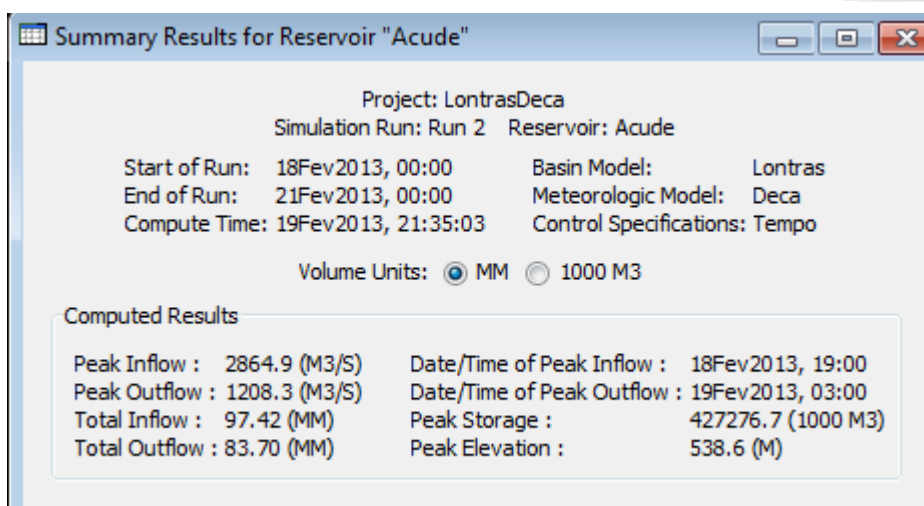 Summary Results for Reservoir "Acude"
Project: LontrasDeca
Simulation Run: Run 2 Reservoir: Acude
Start of Run: 18Fev2013, 00:00 Basin Model: Lontras
End of Run: 21Fev2013, 00:00 Meteorologic Model: Deca
Compute Time: 19Fev2013, 21:35:03 Control Specifications: Tempo
Volume Units: MM 1000 M3
Computed Results
Peak Inflow : 2864.9 (M3/S) Date/Time of Peak Inflow : 18Fev2013, 19:00
Peak Outflow : 1208.3 (M3/S) Date/Time of Peak Outflow : 19Fev2013, 03:00
Total Inflow : 97.42 (MM) Peak Storage : 427276.7 (1000 M3)
Total Outflow : 83.70 (MM) Peak Elevation : 538.6 (M)